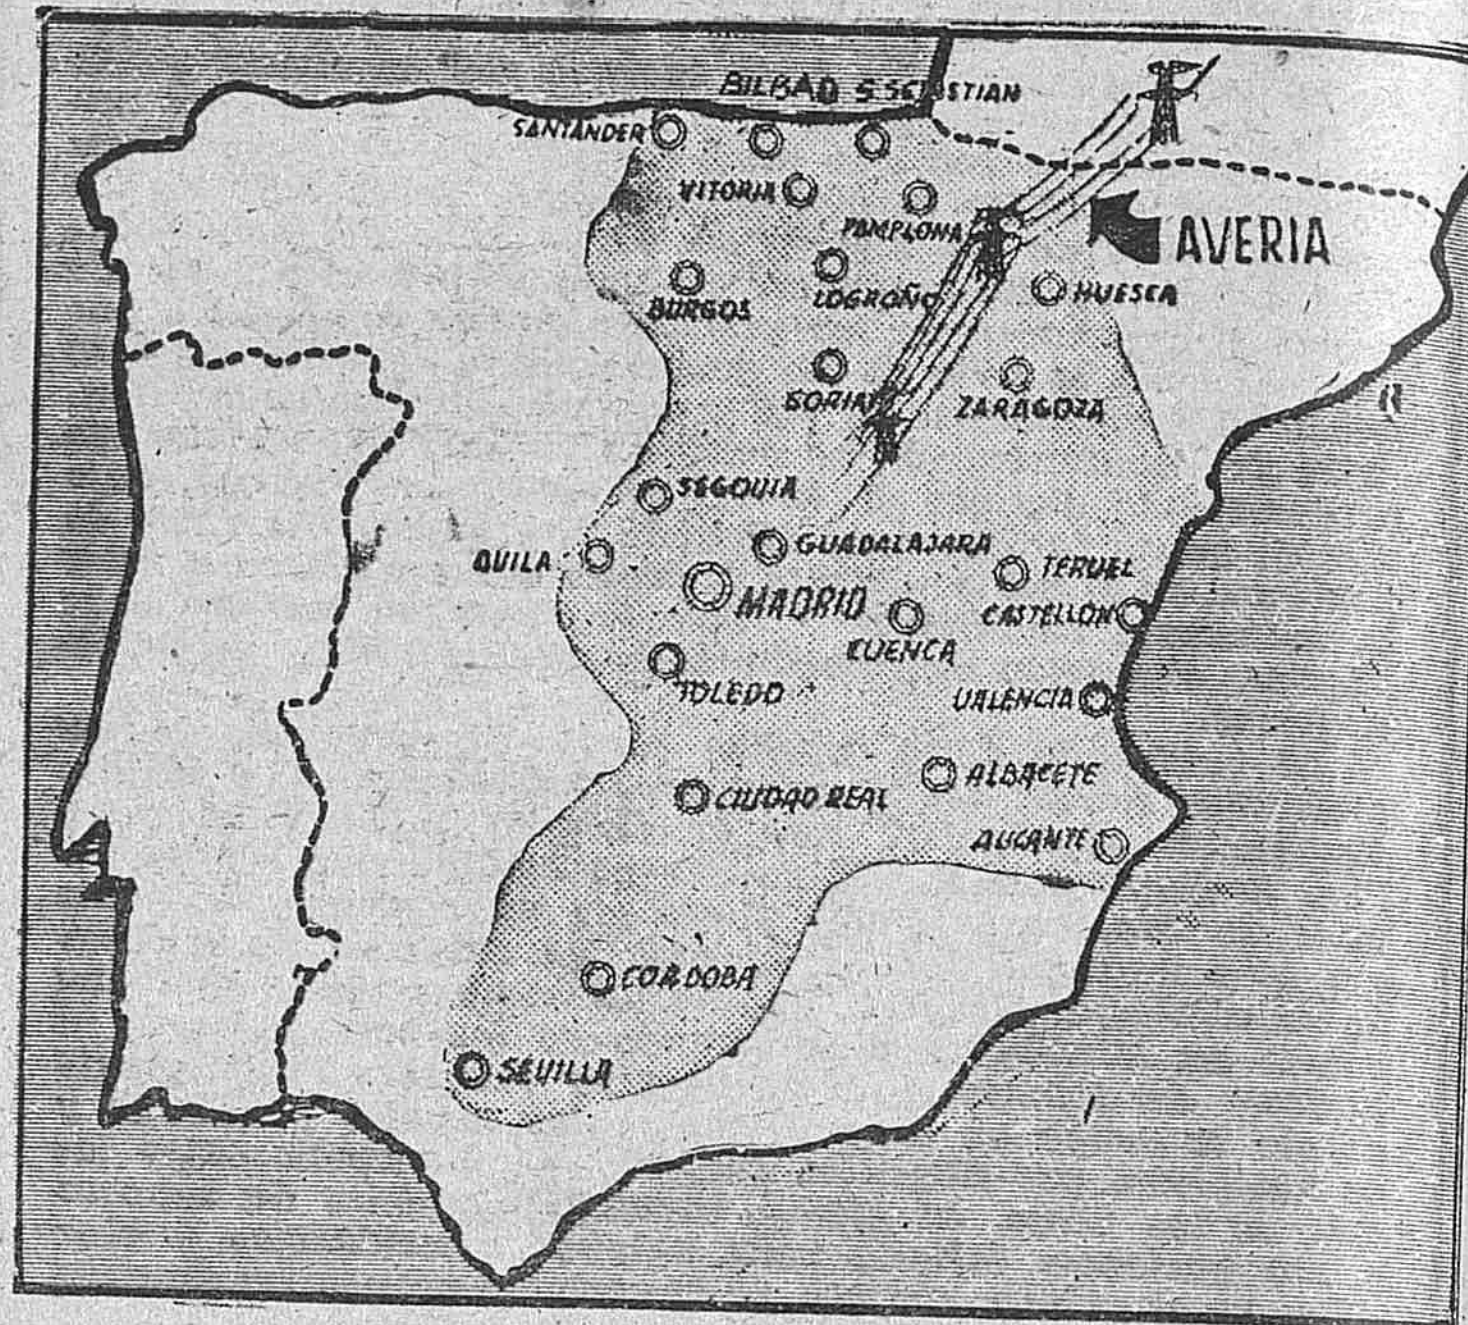 BILBAO S SEBASTIAN
SANTANDER
VITORIA
PAMPLONA
AVERIA
BURGOS
LOGROÑO
HUESCA
SORIA
ZARAGOZA
SEGOVIA
AVILA
GUADALAJARA
TERUEL
MADRID
CASTELLON
CUENCA
TOLEDO
VALENCIA
CIUDAD REAL
ALBACETE
ALICANTE
CORDOBA
SEVILLA